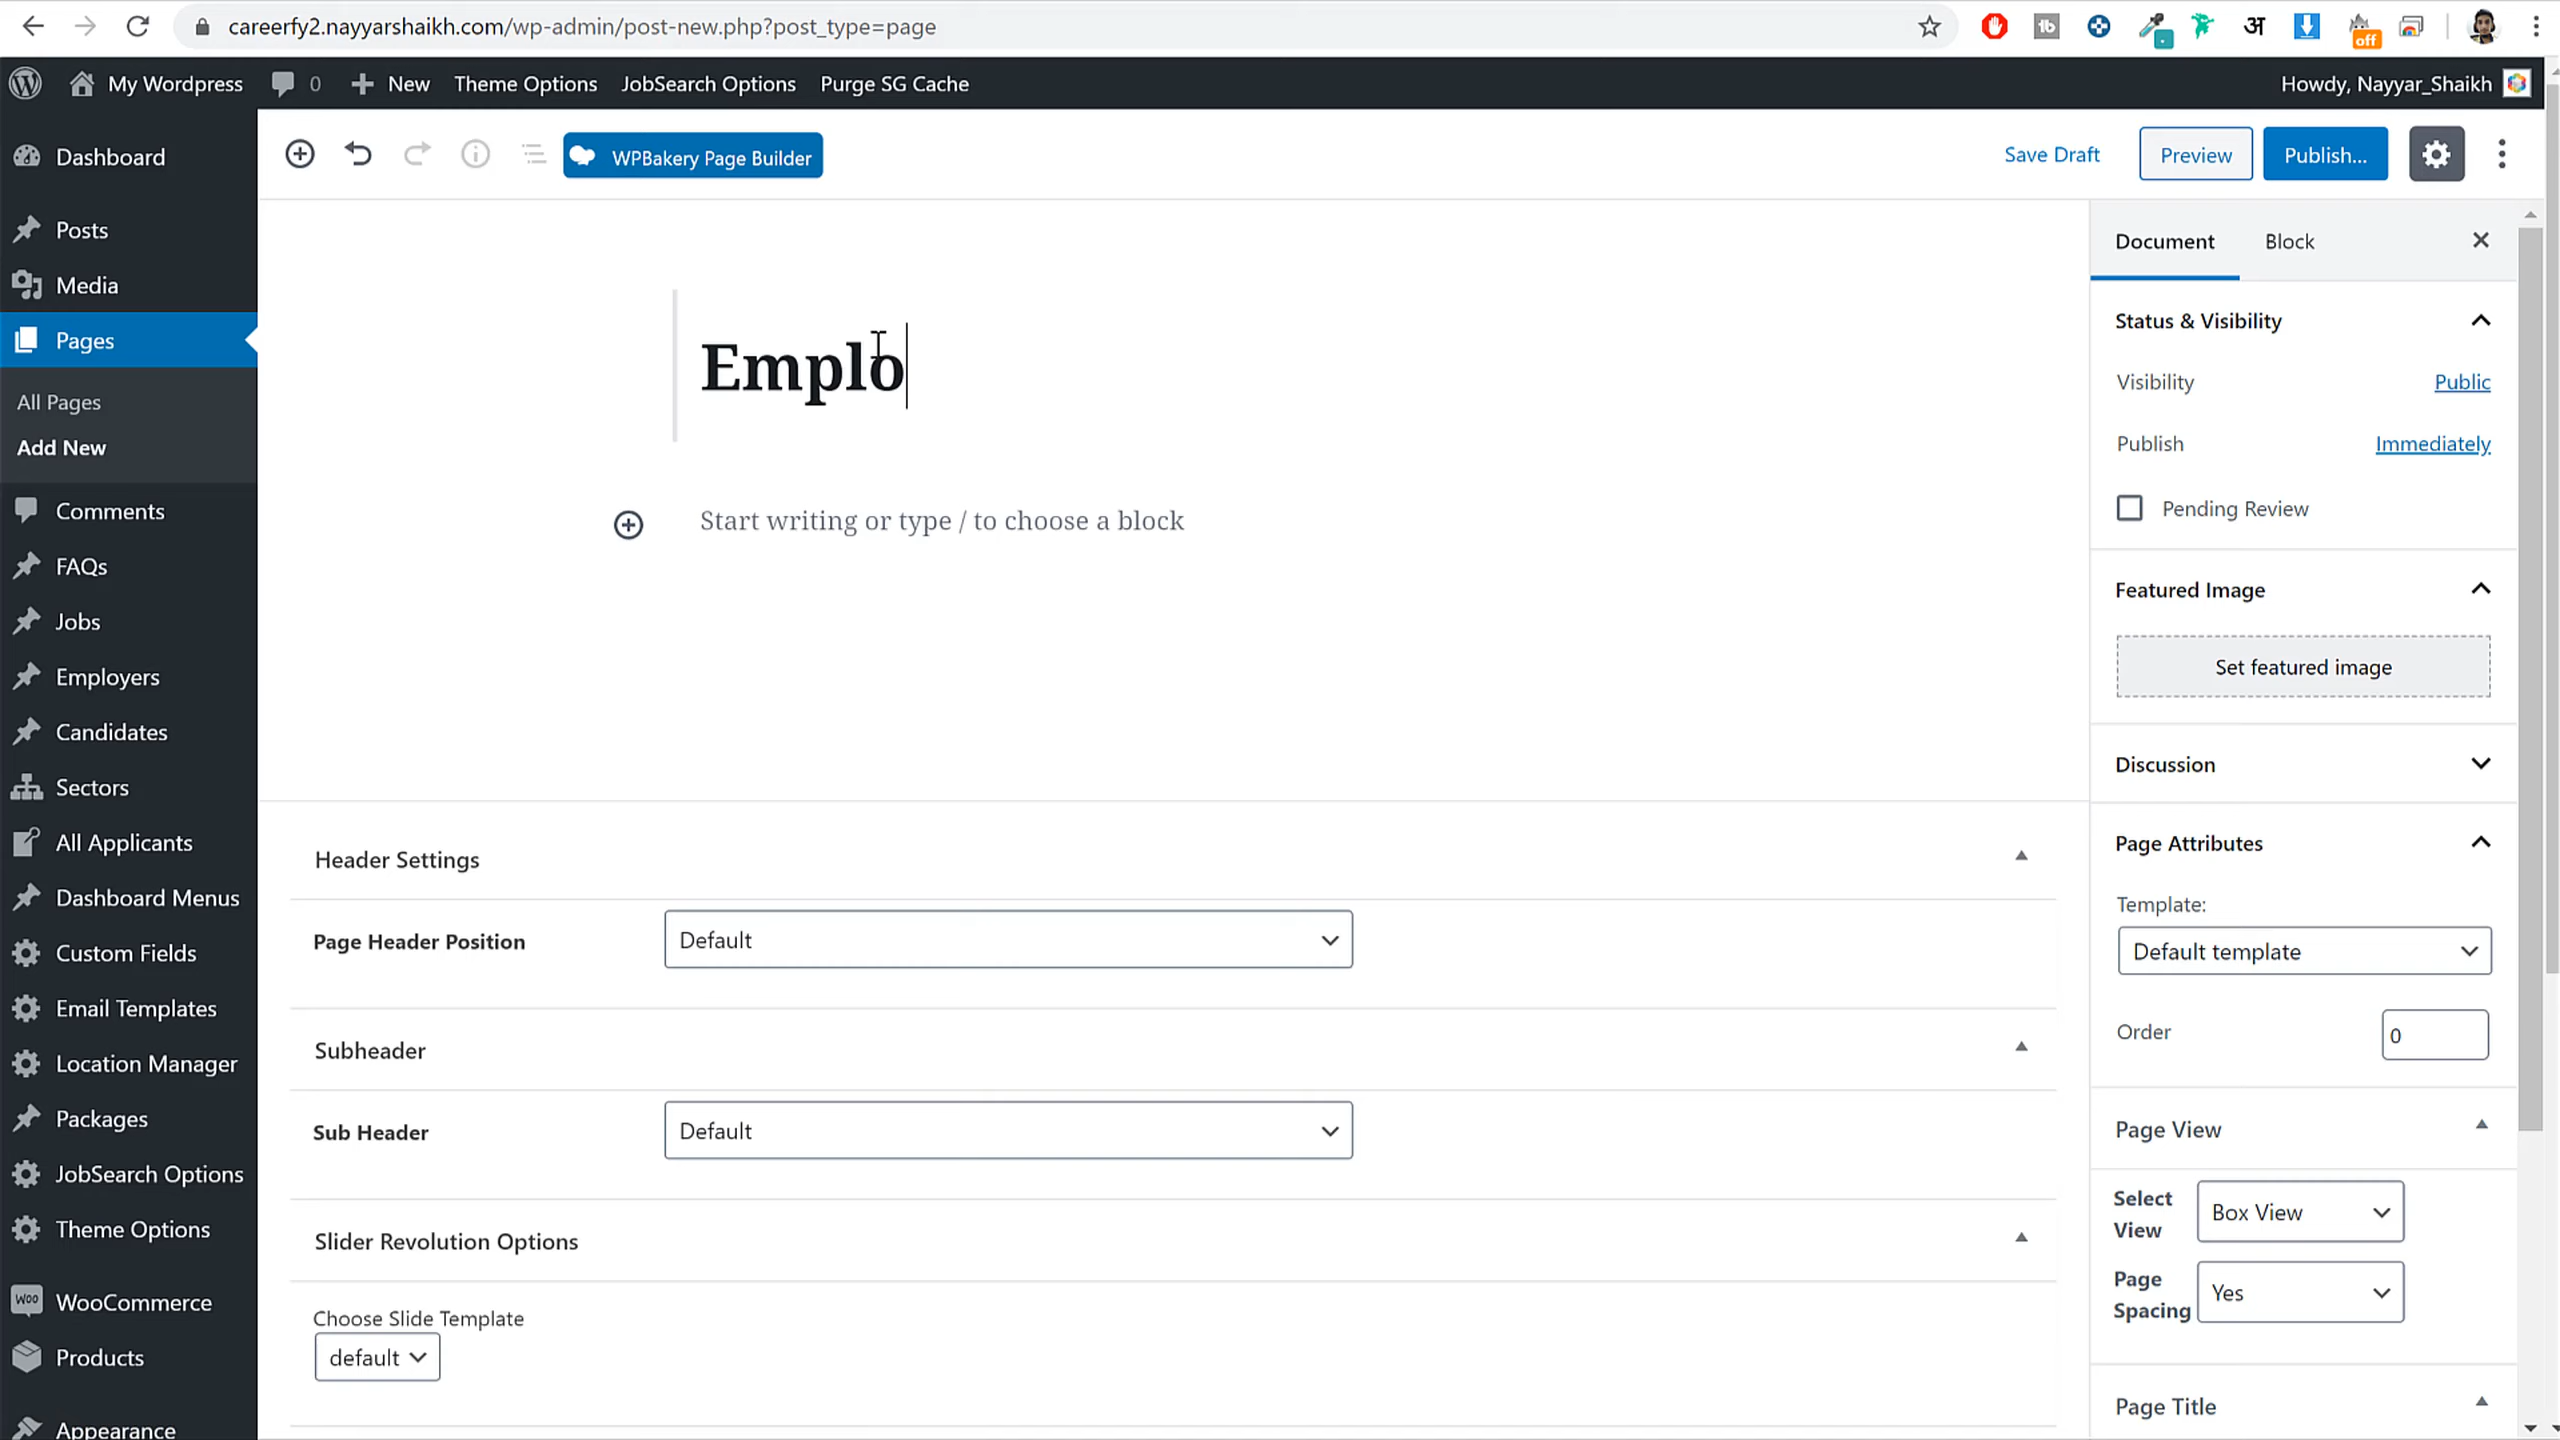 careerfy2.nayyarshaikh.com/wp-admin/post-new.php?post_type=page
tb
अ
off
My Wordpress
0
New
Theme Options
JobSearch Options
Purge SG Cache
Howdy, Nayyar_Shaikh
WPBakery Page Builder
Save Draft
Preview
Publish...
Dashboard
Posts
Media
Pages
All Pages
Add New
Comments
FAQs
Jobs
Employers
Candidates
Sectors
All Applicants
Dashboard Menus
Custom Fields
Email Templates
Location Manager
Packages
JobSearch Options
Theme Options
Woo
WooCommerce
Products
Appearance
Emplo
Start writing or type / to choose a block
Header Settings
Page Header Position
Default
Subheader
Sub Header
Default
Slider Revolution Options
Choose Slide Template
default
Document
Block
Status & Visibility
Visibility
Public
Publish
Immediately
Pending Review
Featured Image
Set featured image
Discussion
Page Attributes
Template:
Default template
Order
0
Page View
Select
View
Box View
Page
Spacing
Yes
Page Title